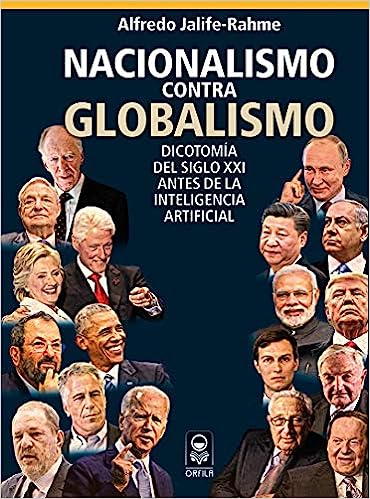 Alfredo Jalife-Rahme
NACIONALISMO
CONTRA
GLOBALISMO
DICOTOMÍA
DEL SIGLO XXI
ANTES DE LA
INTELIGENCIA
ARTIFICIAL
ORFILA